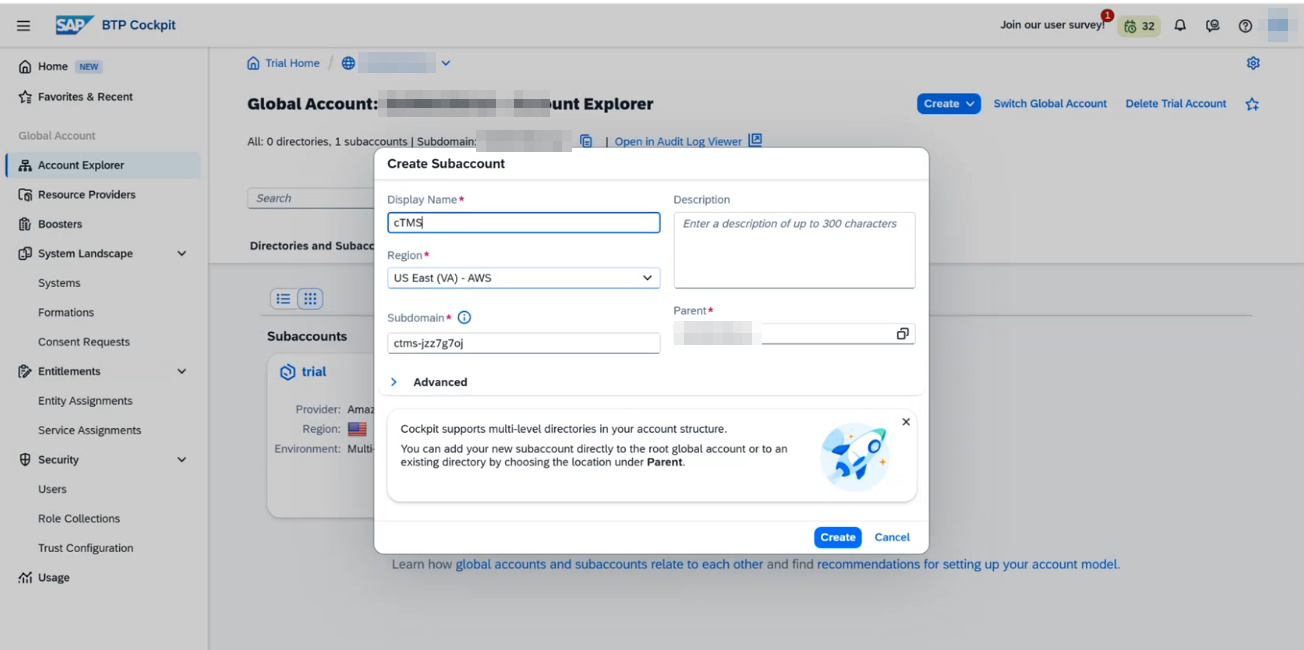 SAP BTP Cockpit
Join our user survey!
1
32
Home NEW
Favorites & Recent
Global Account
Account Explorer
Resource Providers
Boosters
System Landscape
Systems
Formations
Consent Requests
Entitlements
Entity Assignments
Service Assignments
Security
Users
Role Collections
Trust Configuration
Usage
Trial Home /
Global Account: unt Explorer
Create
Switch Global Account
Delete Trial Account
All: 0 directories, 1 subaccounts | Subdomain: | Open in Audit Log Viewer
Search
Directories and Subacc
Subaccounts
trial
Provider: Amaz
Region:
Environment: Multi-
Create Subaccount
Display Name*
cTMS
Region*
US East (VA) - AWS
Subdomain*
ctms-jzz7g7oj
Description
Enter a description of up to 300 characters
Parent*
Advanced
Cockpit supports multi-level directories in your account structure.
You can add your new subaccount directly to the root global account or to an
existing directory by choosing the location under Parent.
Create
Cancel
Learn how global accounts and subaccounts relate to each other and find recommendations for setting up your account model.